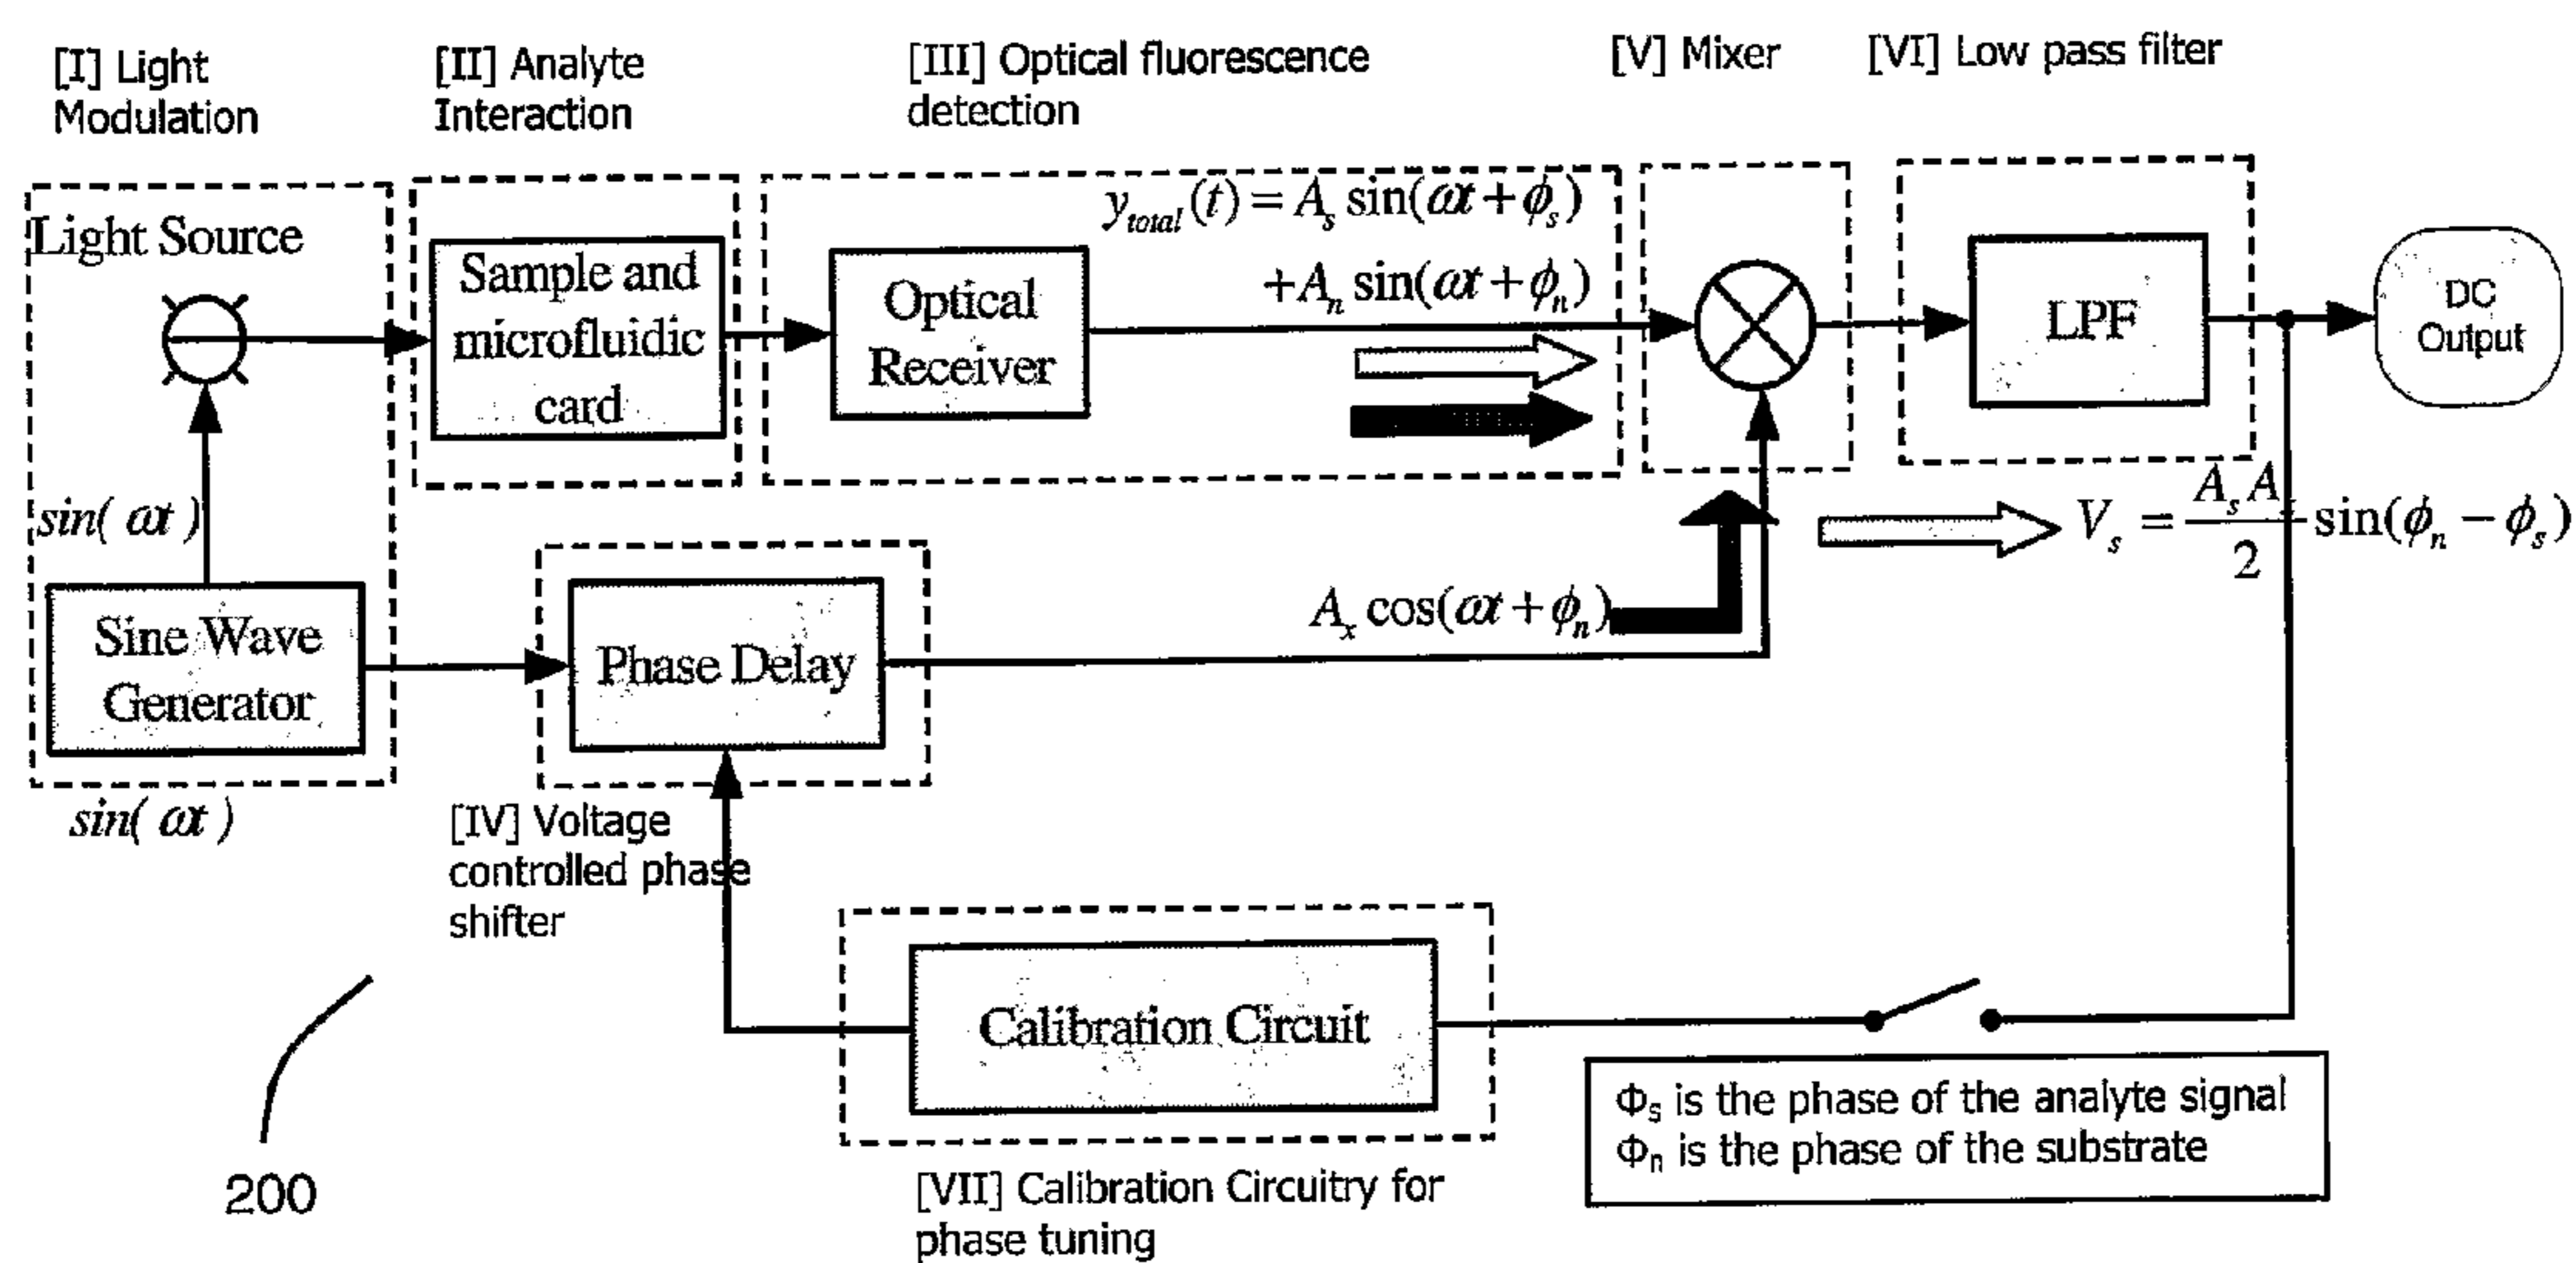 [I] Light
Modulation
[II] Analyte
Interaction
[III] Optical fluorescence
detection
[V] Mixer
[VI] Low pass filter
Light Source
sin( ωt )
Sine Wave
Generator
sin( ωt )
Sample and
microfluidic
card
Optical
Receiver
y_total (t) = A_s sin(ωt + ϕ_s)
+A_n sin(ωt + ϕ_n)
LPF
DC
Output
V_s = A_s A / 2 sin(ϕ_n − ϕ_s)
A_x cos(ωt + ϕ_n)
Phase Delay
[IV] Voltage
controlled phase
shifter
Calibration Circuit
[VII] Calibration Circuitry for
phase tuning
Φ_s is the phase of the analyte signal
Φ_n is the phase of the substrate
200